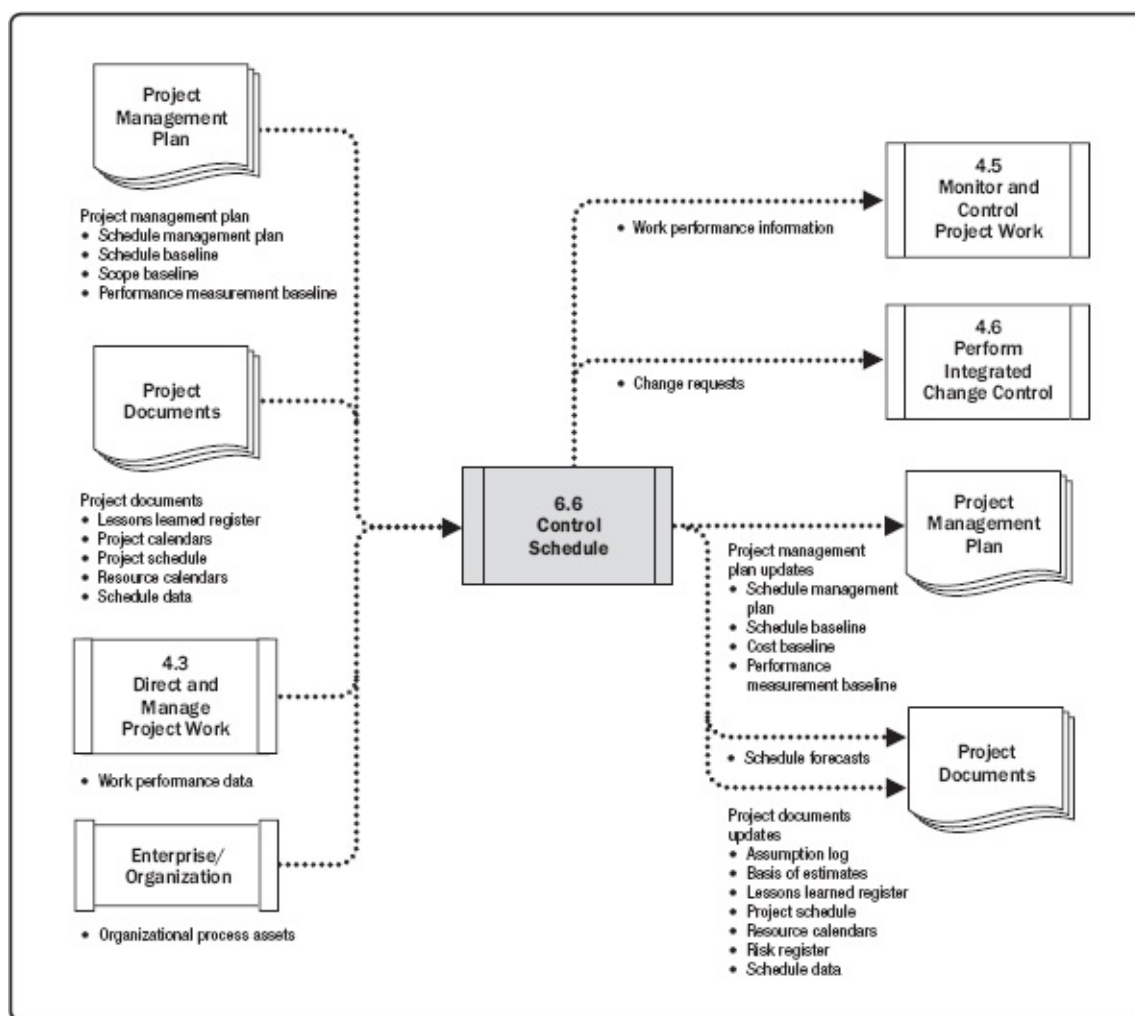 Project
Management
Plan
Project management plan
• Schedule management plan
• Schedule baseline
• Scope baseline
• Performance measurement baseline
Project
Documents
Project documents
• Lessons learned register
• Project calendars
• Project schedule
• Resource calendars
• Schedule data
4.3
Direct and
Manage
Project Work
• Work performance data
Enterprise/
Organization
• Organizational process assets
6.6
Control
Schedule
• Work performance information
4.5
Monitor and
Control
Project Work
• Change requests
4.6
Perform
Integrated
Change Control
Project management
plan updates
• Schedule management
plan
• Schedule baseline
• Cost baseline
• Performance
measurement baseline
Project
Management
Plan
• Schedule forecasts
Project
Documents
Project documents
updates
• Assumption log
• Basis of estimates
• Lessons learned register
• Project schedule
• Resource calendars
• Risk register
• Schedule data